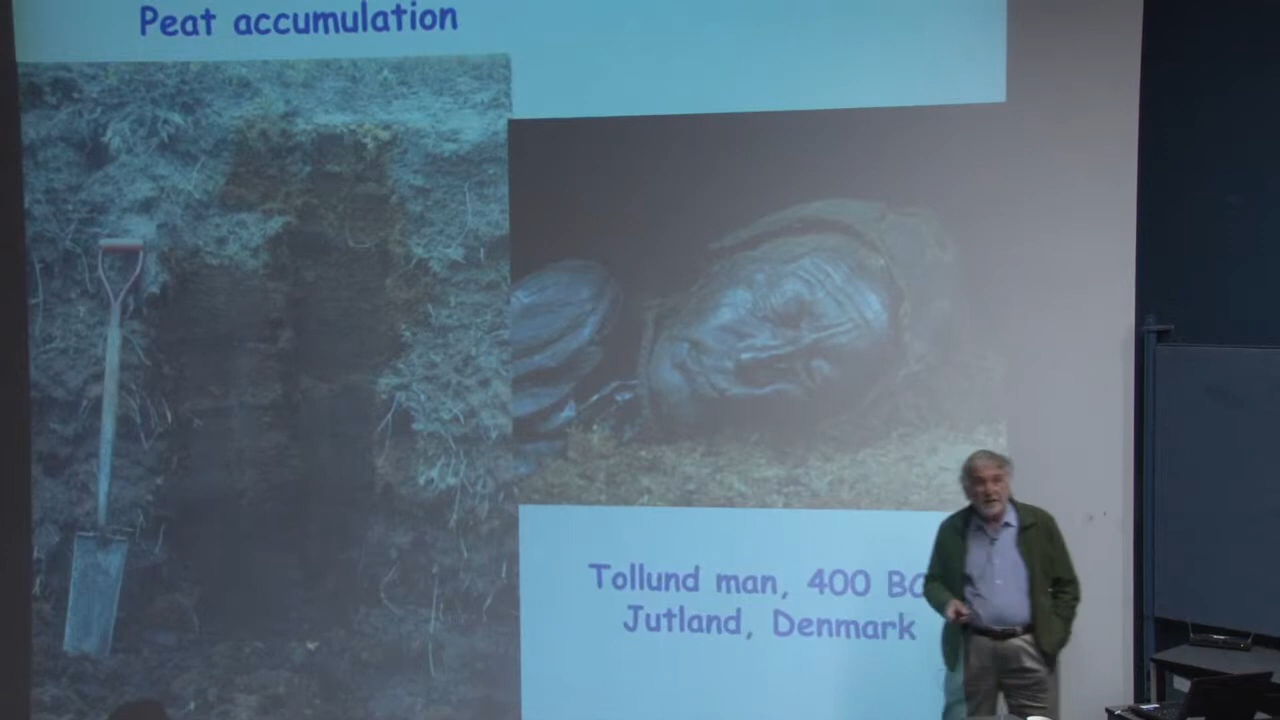 Peat accumulation
Tollund man, 400 BC
Jutland, Denmark